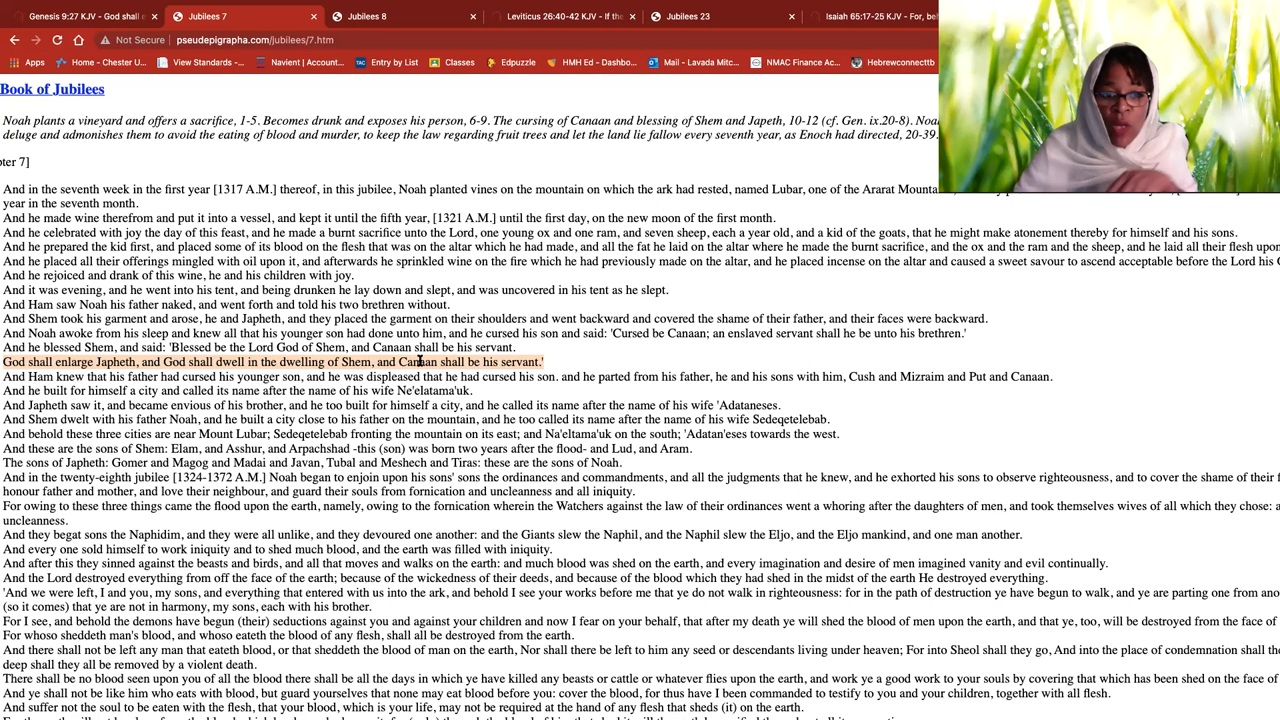 Genesis 9:27 KJV - God shall e
Jubilees 7
Jubilees 8
Leviticus 26:40-42 KJV - If the
Jubilees 23
Isaiah 65:17-25 KJV - For, beh
Not Secure
pseudepigrapha.com/jubilees/7.htm
Apps
Home - Chester U...
View Standards -...
Navient | Account...
Entry by List
Classes
Edpuzzle
HMH Ed - Dashbo...
Mail - Lavada Mitc...
NMAC Finance Ac...
Hebrewconnecttb
Book of Jubilees
Noah plants a vineyard and offers a sacrifice, 1-5. Becomes drunk and exposes his person, 6-9. The cursing of Canaan and blessing of Shem and Japeth, 10-12 (cf. Gen. ix.20-8). Noa
deluge and admonishes them to avoid the eating of blood and murder, to keep the law regarding fruit trees and let the land lie fallow every seventh year, as Enoch had directed, 20-39.
pter 7]
And in the seventh week in the first year [1317 A.M.] thereof, in this jubilee, Noah planted vines on the mountain on which the ark had rested, named Lubar, one of the Ararat Mounta
year in the seventh month.
And he made wine therefrom and put it into a vessel, and kept it until the fifth year, [1321 A.M.] until the first day, on the new moon of the first month.
And he celebrated with joy the day of this feast, and he made a burnt sacrifice unto the Lord, one young ox and one ram, and seven sheep, each a year old, and a kid of the goats, that he might make atonement thereby for himself and his sons.
And he prepared the kid first, and placed some of its blood on the flesh that was on the altar which he had made, and all the fat he laid on the altar where he made the burnt sacrifice, and the ox and the ram and the sheep, and he laid all their flesh upon
And he placed all their offerings mingled with oil upon it, and afterwards he sprinkled wine on the fire which he had previously made on the altar, and he placed incense on the altar and caused a sweet savour to ascend acceptable before the Lord his
And he rejoiced and drank of this wine, he and his children with joy.
And it was evening, and he went into his tent, and being drunken he lay down and slept, and was uncovered in his tent as he slept.
And Ham saw Noah his father naked, and went forth and told his two brethren without.
And Shem took his garment and arose, he and Japheth, and they placed the garment on their shoulders and went backward and covered the shame of their father, and their faces were backward.
And Noah awoke from his sleep and knew all that his younger son had done unto him, and he cursed his son and said: 'Cursed be Canaan; an enslaved servant shall he be unto his brethren.'
And he blessed Shem, and said: 'Blessed be the Lord God of Shem, and Canaan shall be his servant.
God shall enlarge Japheth, and God shall dwell in the dwelling of Shem, and Canaan shall be his servant.'
And Ham knew that his father had cursed his younger son, and he was displeased that he had cursed his son. and he parted from his father, he and his sons with him, Cush and Mizraim and Put and Canaan.
And he built for himself a city and called its name after the name of his wife Ne'elatama'uk.
And Japheth saw it, and became envious of his brother, and he too built for himself a city, and he called its name after the name of his wife 'Adataneses.
And Shem dwelt with his father Noah, and he built a city close to his father on the mountain, and he too called its name after the name of his wife Sedeqetelebab.
And behold these three cities are near Mount Lubar; Sedeqetelebab fronting the mountain on its east; and Na'eltama'uk on the south; 'Adatan'eses towards the west.
And these are the sons of Shem: Elam, and Asshur, and Arpachshad -this (son) was born two years after the flood- and Lud, and Aram.
The sons of Japheth: Gomer and Magog and Madai and Javan, Tubal and Meshech and Tiras: these are the sons of Noah.
And in the twenty-eighth jubilee [1324-1372 A.M.] Noah began to enjoin upon his sons' sons the ordinances and commandments, and all the judgments that he knew, and he exhorted his sons to observe righteousness, and to cover the shame of their
honour father and mother, and love their neighbour, and guard their souls from fornication and uncleanness and all iniquity.
For owing to these three things came the flood upon the earth, namely, owing to the fornication wherein the Watchers against the law of their ordinances went a whoring after the daughters of men, and took themselves wives of all which they chose:
uncleanness.
And they begat sons the Naphidim, and they were all unlike, and they devoured one another: and the Giants slew the Naphil, and the Naphil slew the Eljo, and the Eljo mankind, and one man another.
And every one sold himself to work iniquity and to shed much blood, and the earth was filled with iniquity.
And after this they sinned against the beasts and birds, and all that moves and walks on the earth: and much blood was shed on the earth, and every imagination and desire of men imagined vanity and evil continually.
And the Lord destroyed everything from off the face of the earth; because of the wickedness of their deeds, and because of the blood which they had shed in the midst of the earth He destroyed everything.
'And we were left, I and you, my sons, and everything that entered with us into the ark, and behold I see your works before me that ye do not walk in righteousness: for in the path of destruction ye have begun to walk, and ye are parting one from
(so it comes) that ye are not in harmony, my sons, each with his brother.
For I see, and behold the demons have begun (their) seductions against you and against your children and now I fear on your behalf, that after my death ye will shed the blood of men upon the earth, and that ye, too, will be destroyed from the face of
For whoso sheddeth man's blood, and whoso eateth the blood of any flesh, shall all be destroyed from the earth.
And there shall not be left any man that eateth blood, or that sheddeth the blood of man on the earth, Nor shall there be left to him any seed or descendants living under heaven; For into Sheol shall they go, And into the place of condemnation shall
deep shall they all be removed by a violent death.
There shall be no blood seen upon you of all the blood there shall be all the days in which ye have killed any beasts or cattle or whatever flies upon the earth, and work ye a good work to your souls by covering that which has been shed on the face of
And ye shall not be like him who eats with blood, but guard yourselves that none may eat blood before you: cover the blood, for thus have I been commanded to testify to you and your children, together with all flesh.
And suffer not the soul to be eaten with the flesh, that your blood, which is your life, may not be required at the hand of any flesh that sheds (it) on the earth.